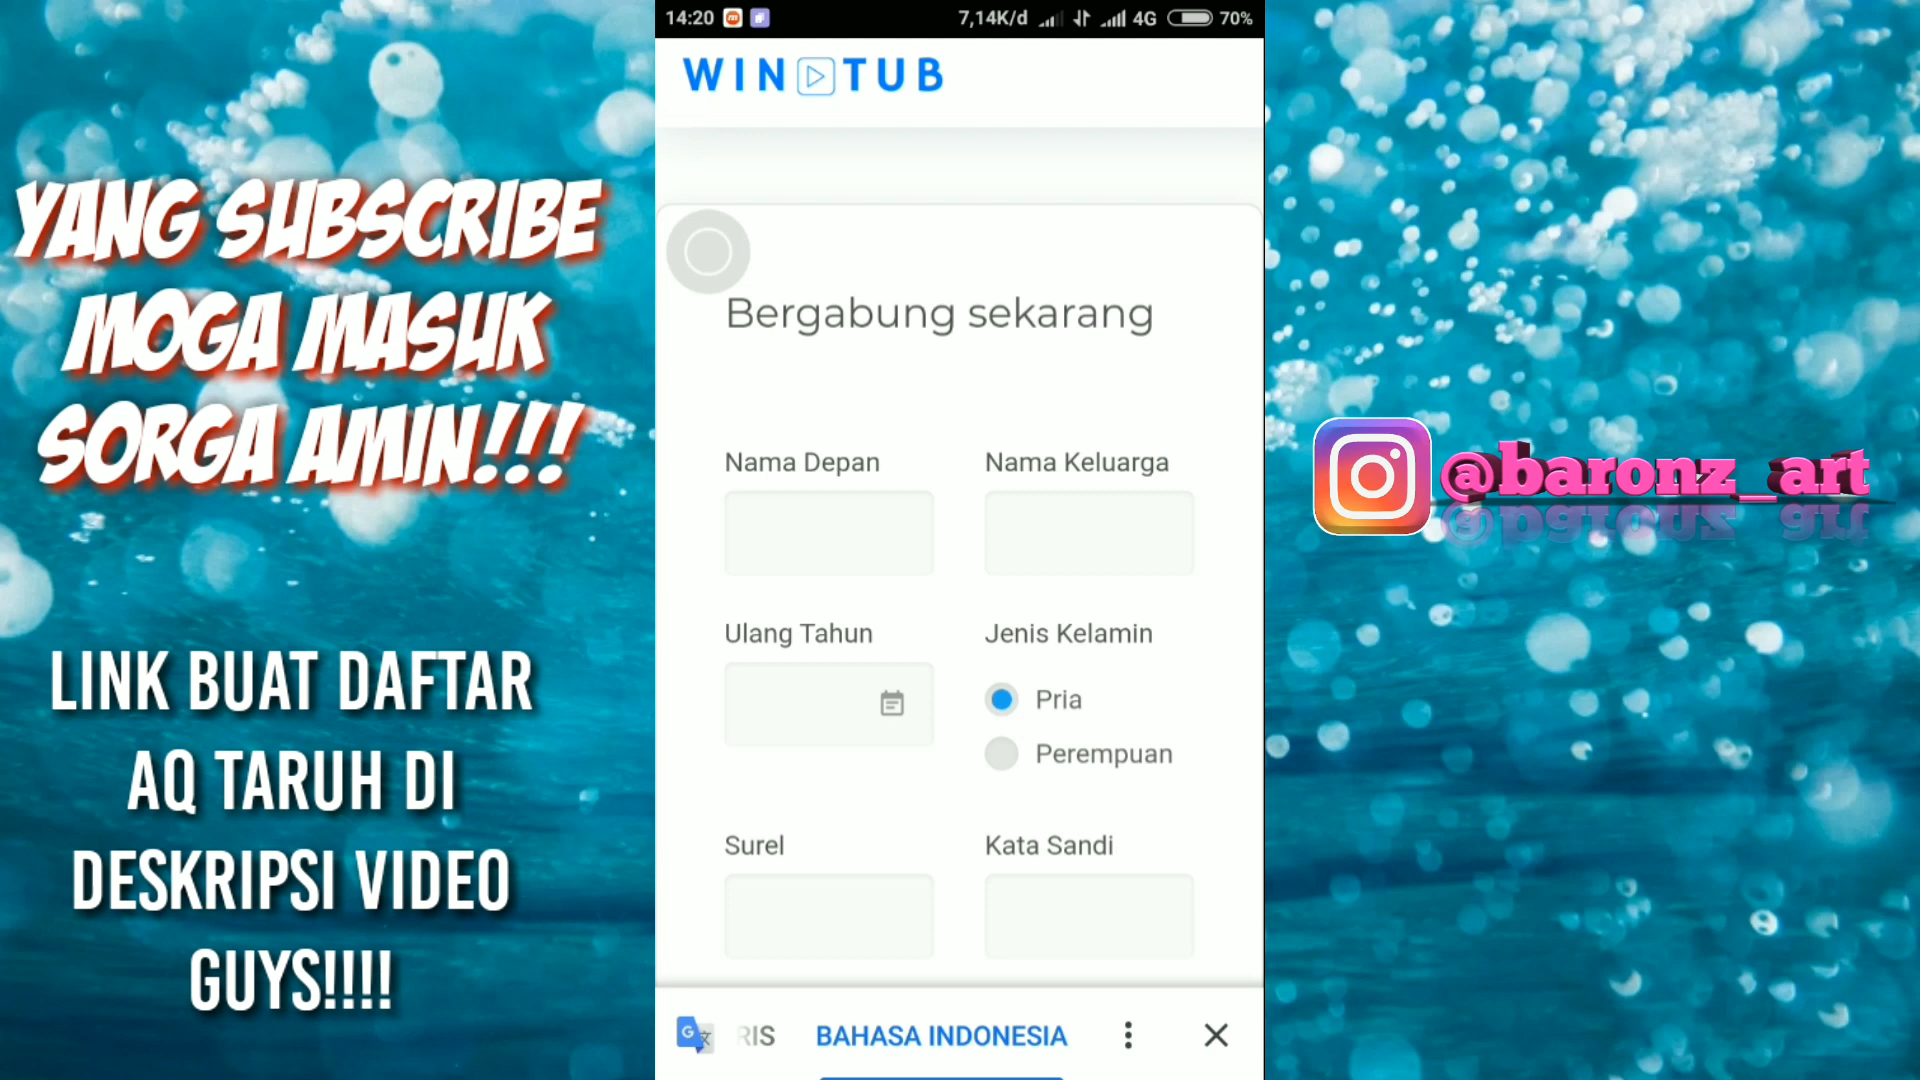 YANG SUBSCRIBE
MOGA MASUK
SORGA AMIN!!!
LINK BUAT DAFTAR
AQ TARUH DI
DESKRIPSI VIDEO
GUYS!!!!
14:20 7,14K/d 4G 70%
WIN TUB
Bergabung sekarang
Nama Depan Nama Keluarga
Ulang Tahun Jenis Kelamin
Pria
Perempuan
Surel Kata Sandi
RIS BAHASA INDONESIA
@baronz_art